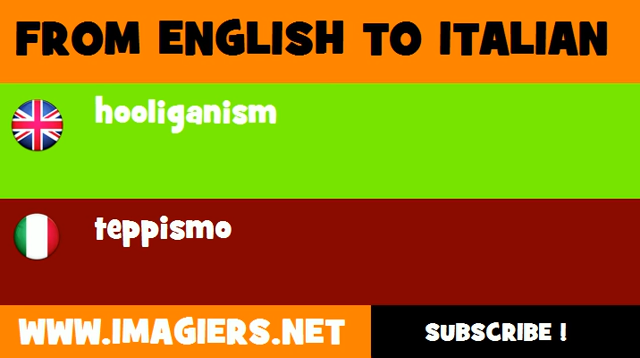 FROM ENGLISH TO ITALIAN
hooliganism
teppismo
WWW.IMAGIERS.NET
SUBSCRIBE !